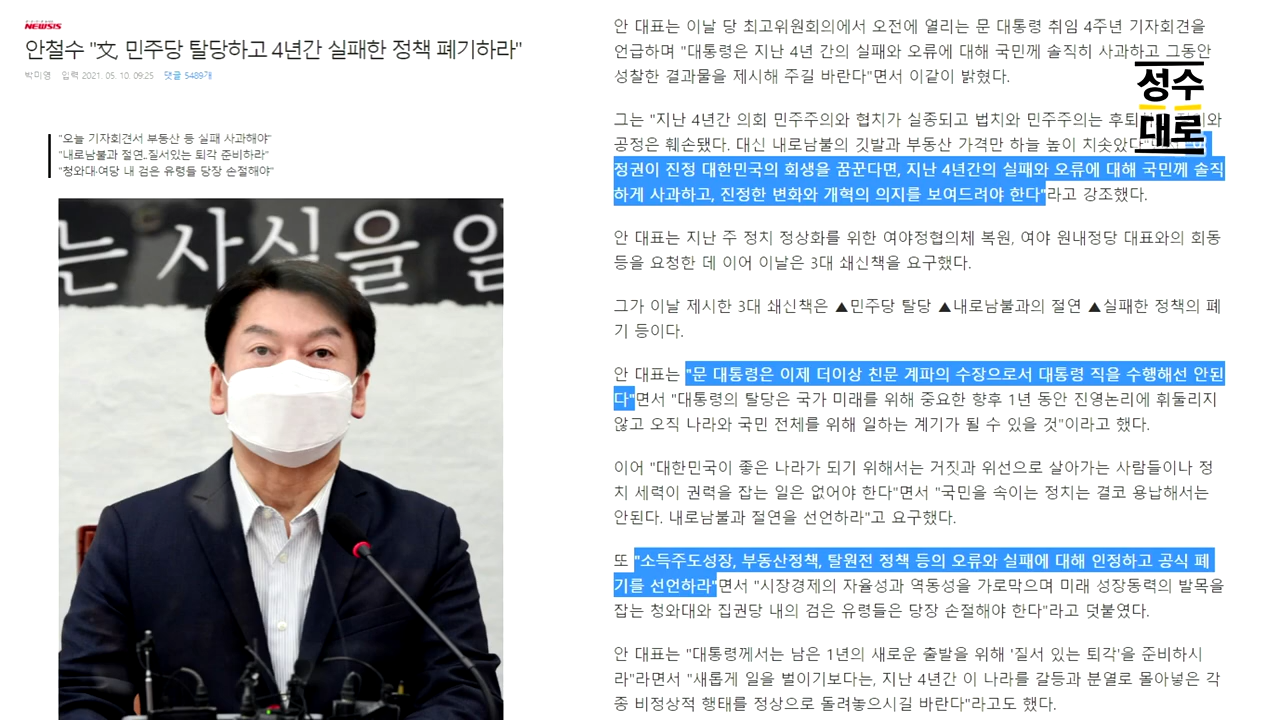 NEWSIS
안철수 "文, 민주당 탈당하고 4년간 실패한 정책 폐기하라"
박미영 입력 2021. 05. 10. 09:25 댓글 5489개
"오늘 기자회견서 부동산 등 실패 사과해야"
"내로남불과 절연..질서있는 퇴각 준비하라"
"청와대·여당 내 검은 유령들 당장 손절해야"
는 사실을 일
안 대표는 이날 당 최고위원회의에서 오전에 열리는 문 대통령 취임 4주년 기자회견을
언급하며 "대통령은 지난 4년 간의 실패와 오류에 대해 국민께 솔직히 사과하고 그동안
성찰한 결과물을 제시해 주길 바란다"면서 이같이 밝혔다.
성수
대로
그는 "지난 4년간 의회 민주주의와 협치가 실종되고 법치와 민주주의는 후퇴
공정은 훼손됐다. 대신 내로남불의 깃발과 부동산 가격만 하늘 높이 치솟았다"
정권이 진정 대한민국의 회생을 꿈꾼다면, 지난 4년간의 실패와 오류에 대해 국민께 솔직
하게 사과하고, 진정한 변화와 개혁의 의지를 보여드려야 한다"라고 강조했다.
안 대표는 지난 주 정치 정상화를 위한 여야정협의체 복원, 여야 원내정당 대표와의 회동
등을 요청한 데 이어 이날은 3대 쇄신책을 요구했다.
그가 이날 제시한 3대 쇄신책은 ▲민주당 탈당 ▲내로남불과의 절연 ▲실패한 정책의 폐
기 등이다.
안 대표는 "문 대통령은 이제 더이상 친문 계파의 수장으로서 대통령 직을 수행해선 안된
다"면서 "대통령의 탈당은 국가 미래를 위해 중요한 향후 1년 동안 진영논리에 휘둘리지
않고 오직 나라와 국민 전체를 위해 일하는 계기가 될 수 있을 것"이라고 했다.
이어 "대한민국이 좋은 나라가 되기 위해서는 거짓과 위선으로 살아가는 사람들이나 정
치 세력이 권력을 잡는 일은 없어야 한다"면서 "국민을 속이는 정치는 결코 용납해서는
안된다. 내로남불과 절연을 선언하라"고 요구했다.
또 "소득주도성장, 부동산정책, 탈원전 정책 등의 오류와 실패에 대해 인정하고 공식 폐
기를 선언하라"면서 "시장경제의 자율성과 역동성을 가로막으며 미래 성장동력의 발목을
잡는 청와대와 집권당 내의 검은 유령들은 당장 손절해야 한다"라고 덧붙였다.
안 대표는 "대통령께서는 남은 1년의 새로운 출발을 위해 '질서 있는 퇴각'을 준비하시
라"라면서 "새롭게 일을 벌이기보다는, 지난 4년간 이 나라를 갈등과 분열로 몰아넣은 각
종 비정상적 행태를 정상으로 돌려놓으시길 바란다"라고도 했다.